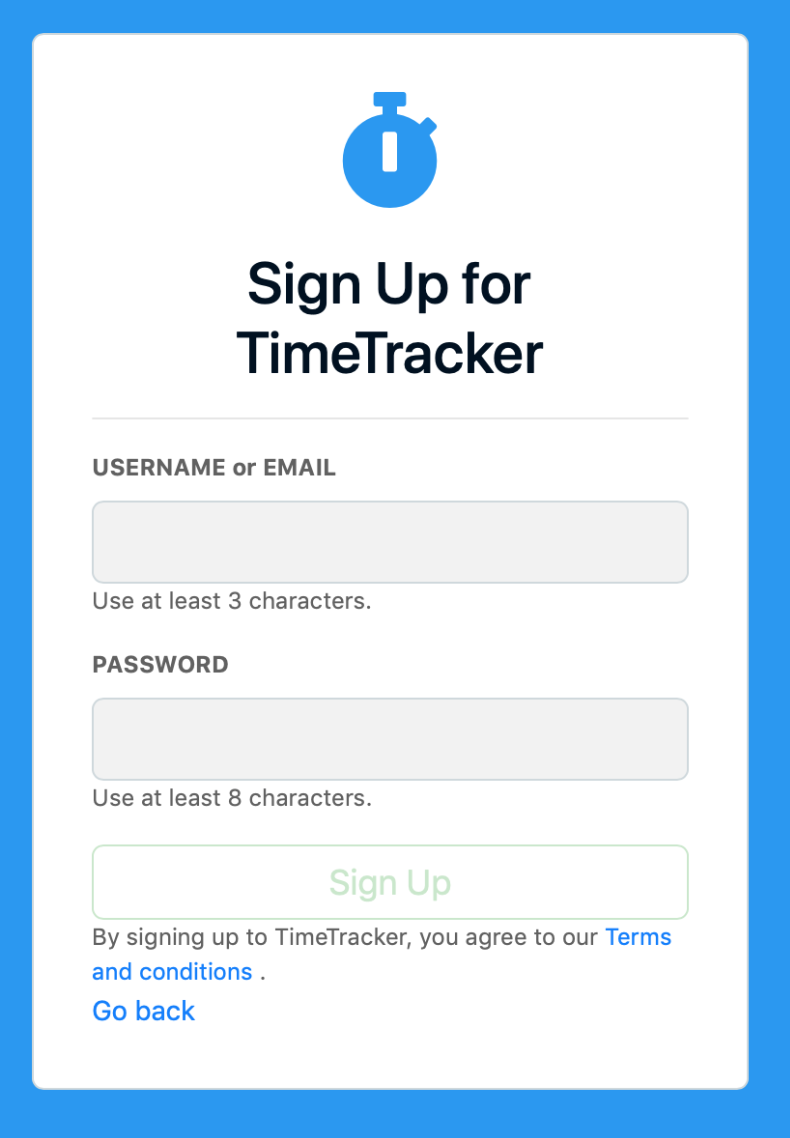 Sign Up for
TimeTracker
USERNAME or EMAIL
Use at least 3 characters.
PASSWORD
Use at least 8 characters.
Sign Up
By signing up to TimeTracker, you agree to our Terms
and conditions .
Go back